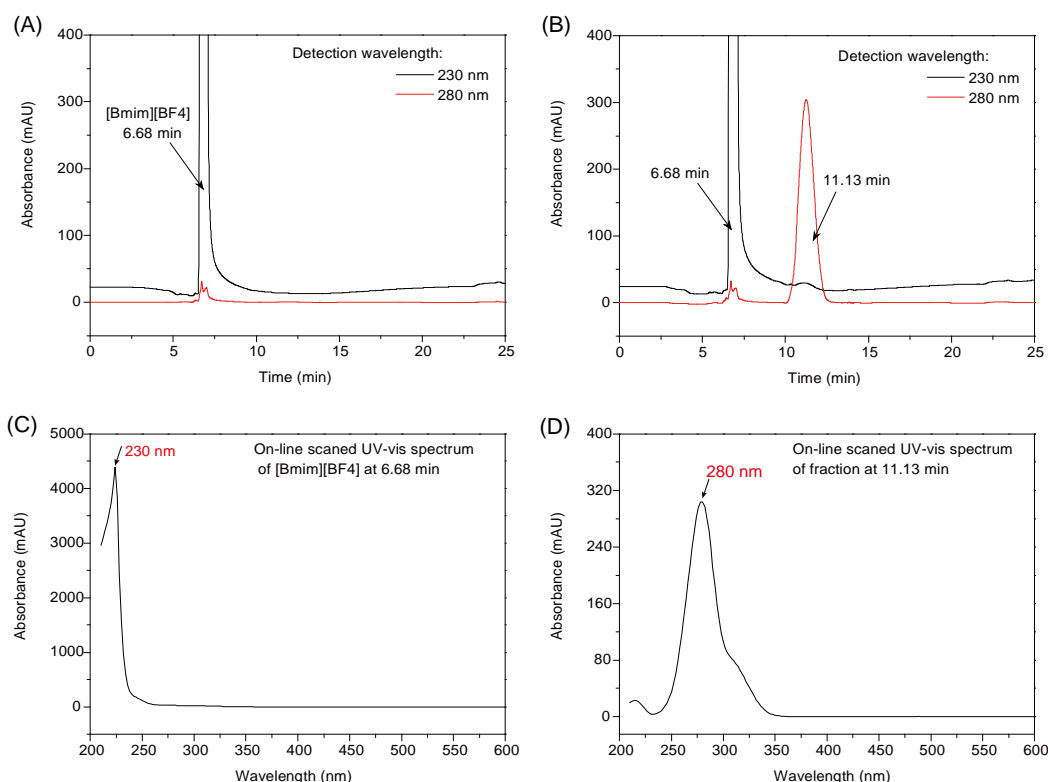 (A)
Detection wavelength:
230 nm
280 nm
[Bmim][BF4]
6.68 min
400
300
200
100
0
Absorbance (mAU)
0 5 10 15 20 25
Time (min)
(B)
Detection wavelength:
230 nm
280 nm
6.68 min
11.13 min
400
300
200
100
0
Absorbance (mAU)
0 5 10 15 20 25
Time (min)
(C)
230 nm
On-line scaned UV-vis spectrum
of [Bmim][BF4] at 6.68 min
5000
4000
3000
2000
1000
0
Absorbance (mAU)
200 250 300 350 400 450 500 550 600
Wavelength (nm)
(D)
On-line scaned UV-vis spectrum
of fraction at 11.13 min
280 nm
400
320
240
160
80
0
Absorbance (mAU)
200 250 300 350 400 450 500 550 600
Wavelength (nm)